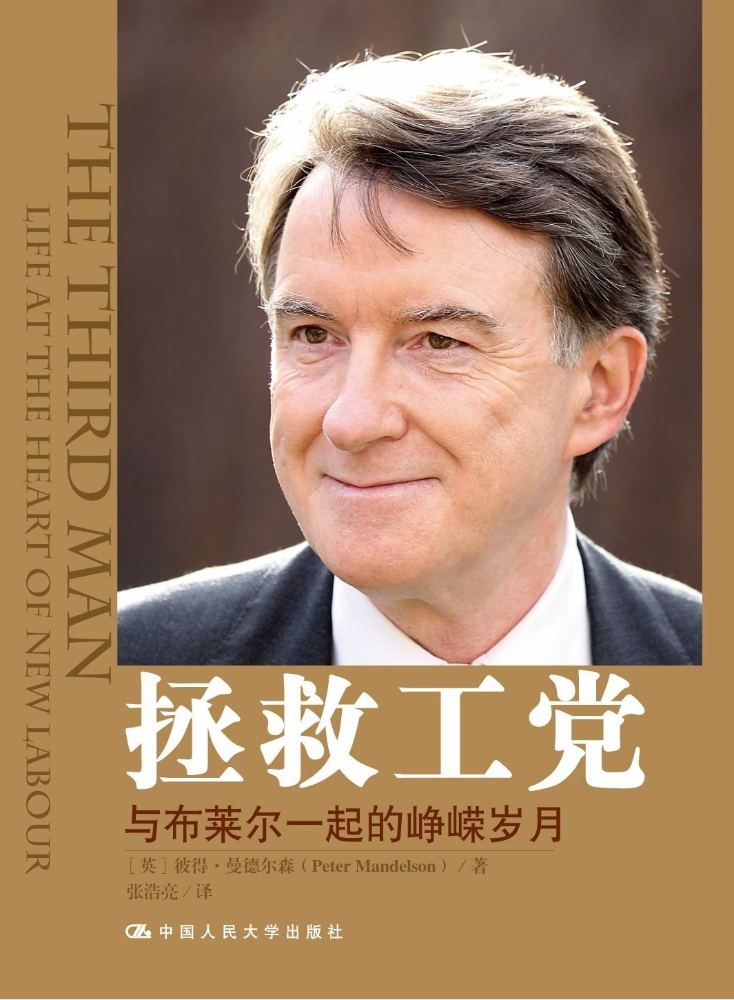 THE THIRD MAN
LIFE AT THE HEART OF NEW LABOUR
拯救工党
与布莱尔一起的峥嵘岁月
［英］彼得·曼德尔森（Peter Mandelson）／著
张浩亮／译
中国人民大学出版社